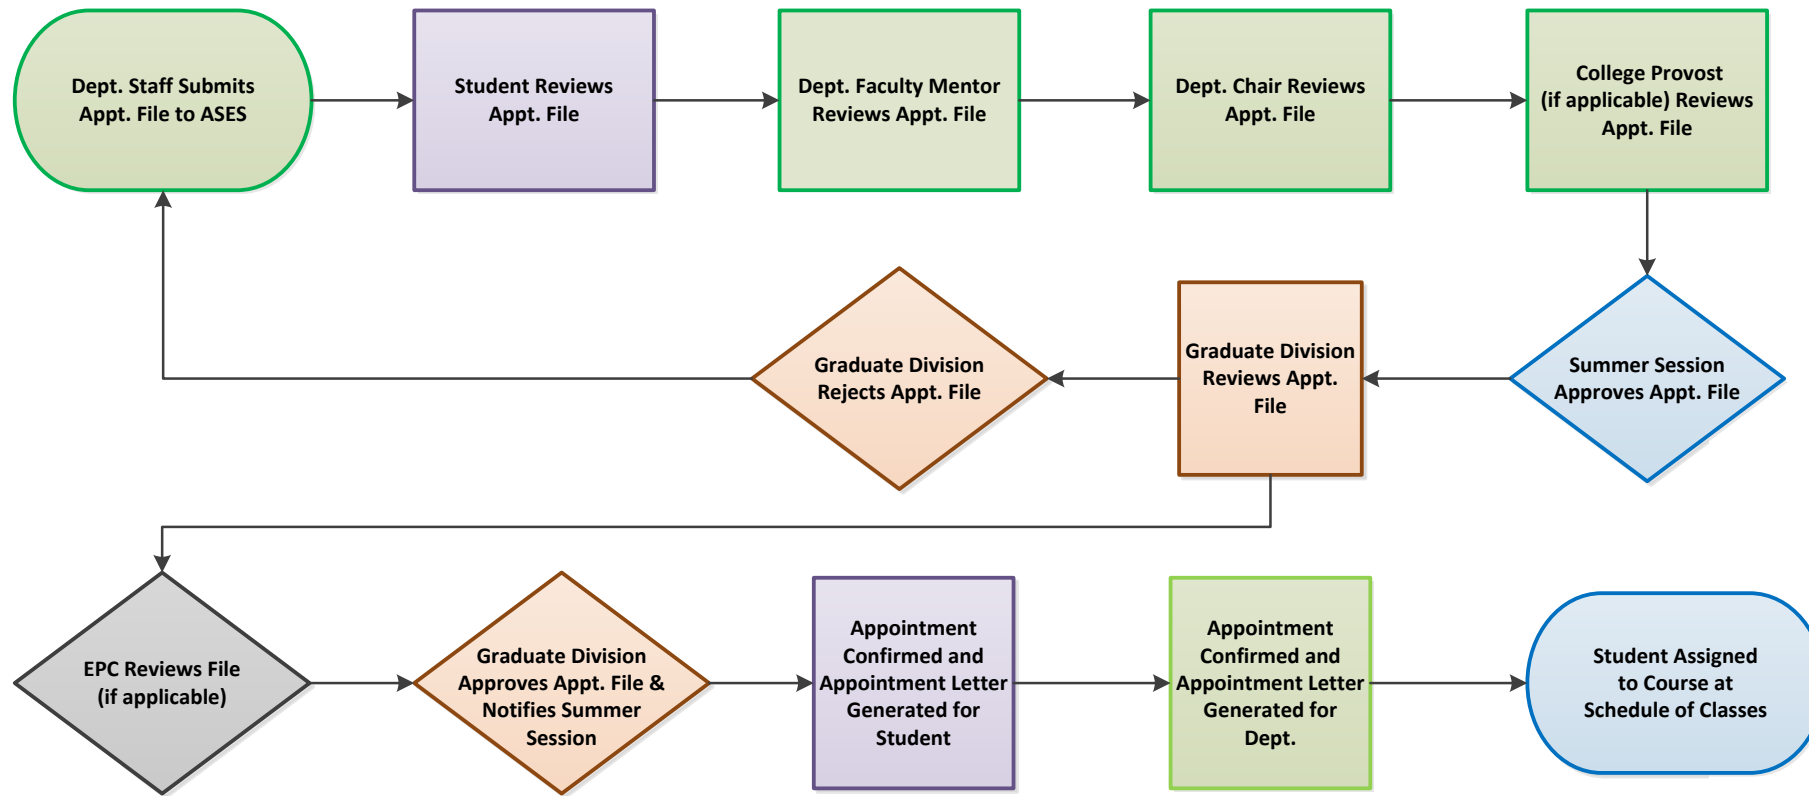 Dept. Staff Submits
Appt. File to ASES
Student Reviews
Appt. File
Dept. Faculty Mentor
Reviews Appt. File
Dept. Chair Reviews
Appt. File
College Provost
(if applicable) Reviews
Appt. File
Graduate Division
Rejects Appt. File
Graduate Division
Reviews Appt.
File
Summer Session
Approves Appt. File
EPC Reviews File
(if applicable)
Graduate Division
Approves Appt. File &
Notifies Summer
Session
Appointment
Confirmed and
Appointment Letter
Generated for
Student
Appointment
Confirmed and
Appointment Letter
Generated for
Dept.
Student Assigned
to Course at
Schedule of Classes